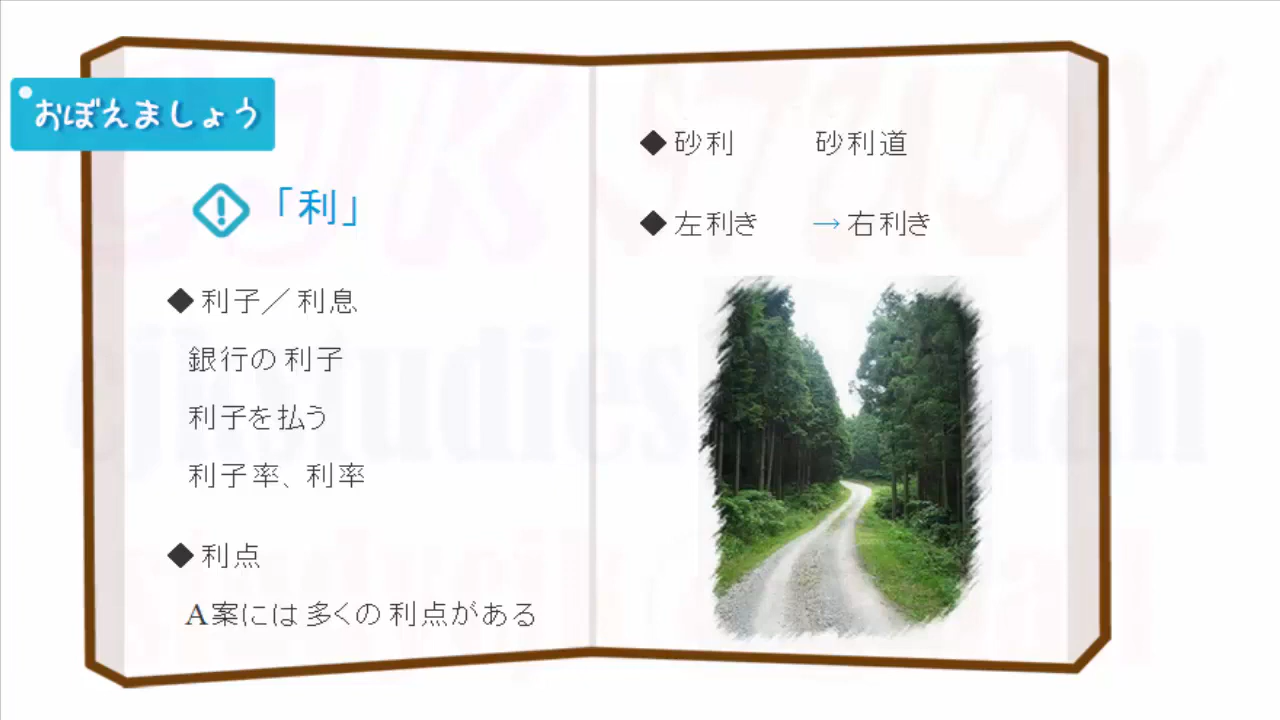 おぼえましょう
「利」
◆利子／利息
銀行の利子
利子を払う
利子率、利率
◆利点
A案には多くの利点がある
◆砂利　砂利道
◆左利き　→右利き